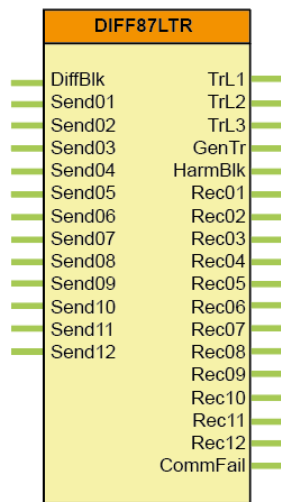 DIFF87LTR
DiffBlk TrL1
Send01 TrL2
Send02 TrL3
Send03 GenTr
Send04 HarmBlk
Send05 Rec01
Send06 Rec02
Send07 Rec03
Send08 Rec04
Send09 Rec05
Send10 Rec06
Send11 Rec07
Send12 Rec08
Rec09
Rec10
Rec11
Rec12
CommFail